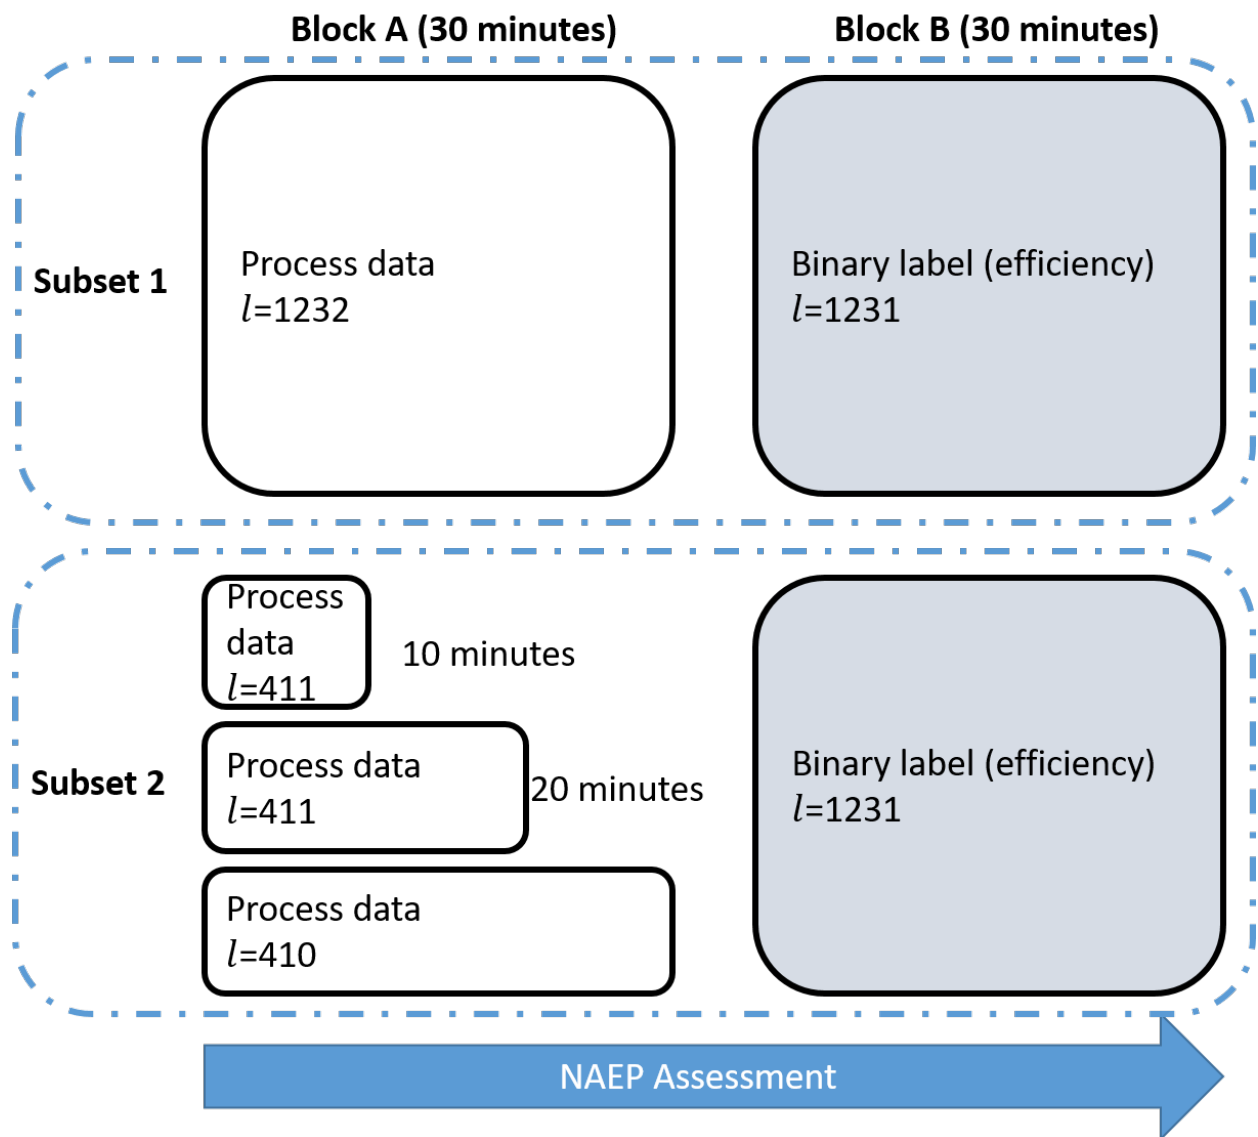 Block A (30 minutes)
Block B (30 minutes)
Subset 1
Process data
l=1232
Binary label (efficiency)
l=1231
Subset 2
Process
data
l=411
10 minutes
Process data
l=411
20 minutes
Process data
l=410
Binary label (efficiency)
l=1231
NAEP Assessment